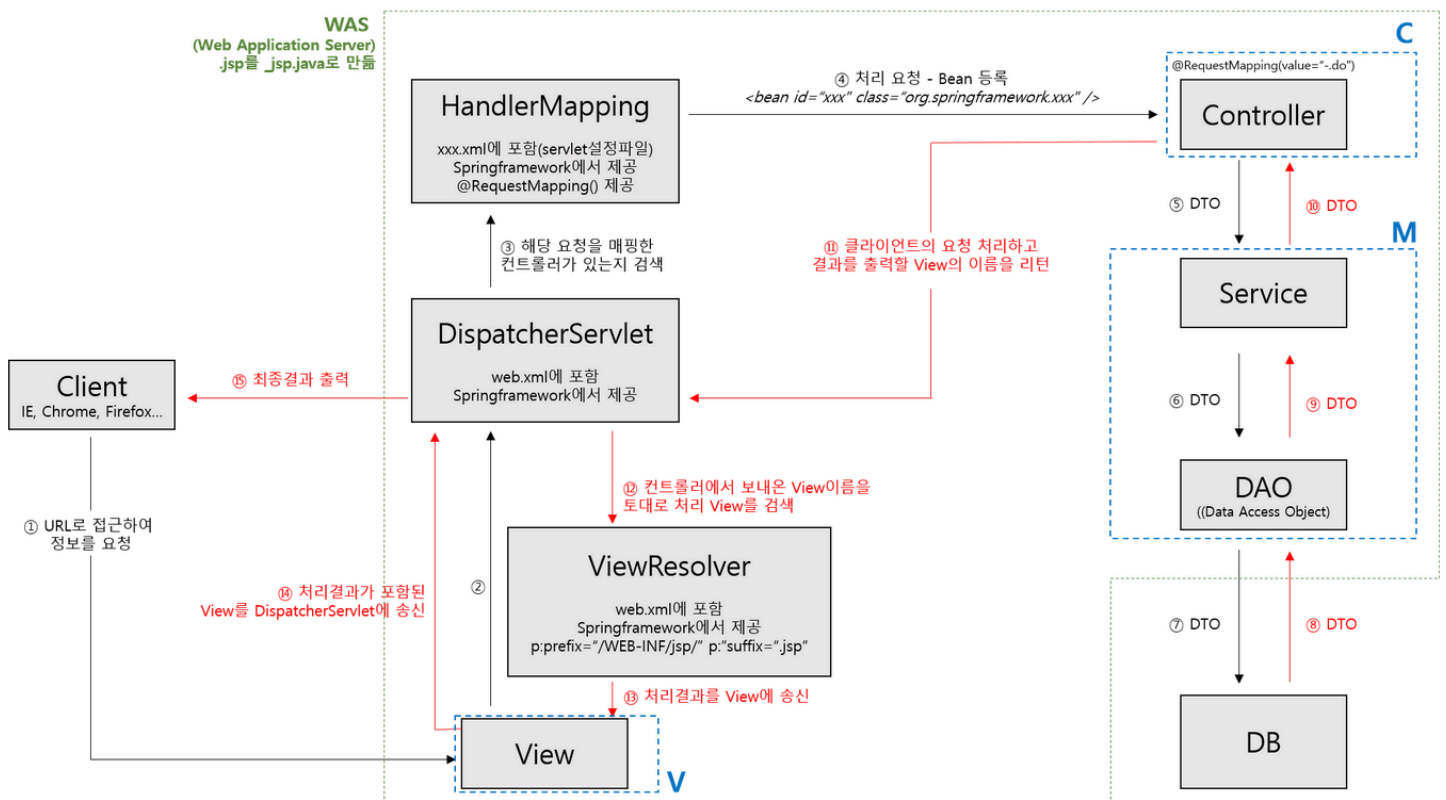 WAS
(Web Application Server)
.jsp를 _jsp.java로 만듦
C
@RequestMapping(value="-.do")
Controller
④ 처리 요청 - Bean 등록
<bean id="xxx" class="org.springframework.xxx" />
HandlerMapping
xxx.xml에 포함(servlet설정파일)
Springframework에서 제공
@RequestMapping() 제공
⑤ DTO
⑩ DTO
③ 해당 요청을 매핑한
컨트롤러가 있는지 검색
⑪ 클라이언트의 요청 처리하고
결과를 출력할 View의 이름을 리턴
M
Service
DispatcherServlet
web.xml에 포함
Springframework에서 제공
Client
IE, Chrome, Firefox...
⑮ 최종결과 출력
⑥ DTO
⑨ DTO
⑫ 컨트롤러에서 보내온 View이름을
토대로 처리 View를 검색
DAO
((Data Access Object)
① URL로 접근하여
정보를 요청
ViewResolver
web.xml에 포함
Springframework에서 제공
p:prefix="/WEB-INF/jsp/" p:"suffix=".jsp"
⑭ 처리결과가 포함된
View를 DispatcherServlet에 송신
②
⑦ DTO
⑧ DTO
⑬ 처리결과를 View에 송신
View
V
DB